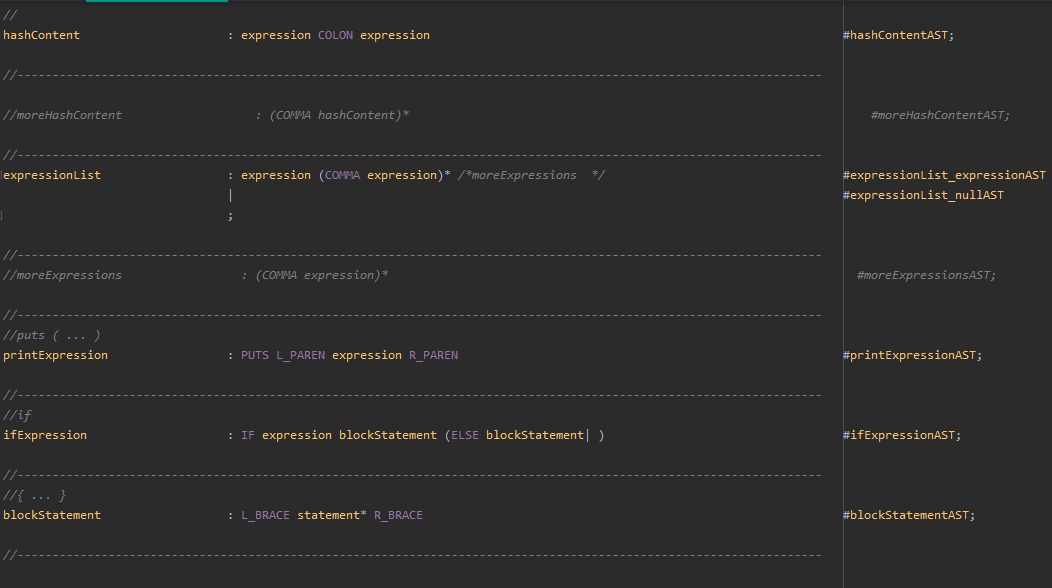 //
hashContent : expression COLON expression #hashContentAST;
//-------------------------------------------------------------------------------------------------------------------
//moreHashContent : (COMMA hashContent)* #moreHashContentAST;
//-------------------------------------------------------------------------------------------------------------------
expressionList : expression (COMMA expression)* /*moreExpressions */ #expressionList_expressionAST
| #expressionList_nullAST
;
//-------------------------------------------------------------------------------------------------------------------
//moreExpressions : (COMMA expression)* #moreExpressionsAST;
//-------------------------------------------------------------------------------------------------------------------
//puts ( ... )
printExpression : PUTS L_PAREN expression R_PAREN #printExpressionAST;
//-------------------------------------------------------------------------------------------------------------------
//if
ifExpression : IF expression blockStatement (ELSE blockStatement| ) #ifExpressionAST;
//-------------------------------------------------------------------------------------------------------------------
//{ ... }
blockStatement : L_BRACE statement* R_BRACE #blockStatementAST;
//-------------------------------------------------------------------------------------------------------------------